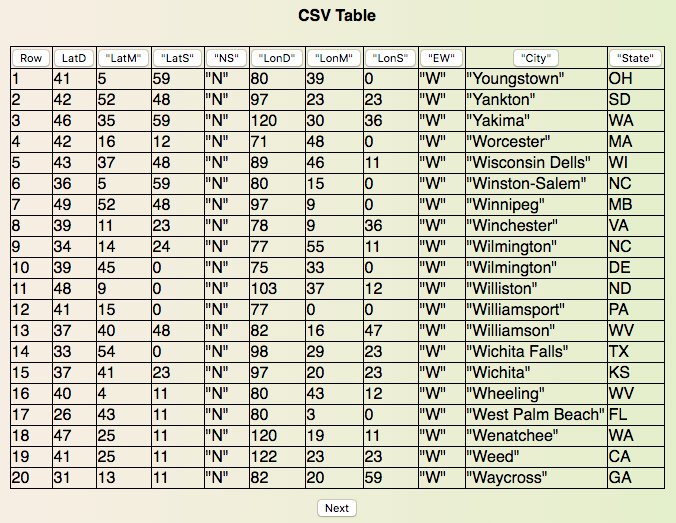 CSV Table
Row LatD "LatM" "LatS" "NS" "LonD" "LonM" "LonS" "EW" "City" "State"
1 41 5 59 "N" 80 39 0 "W" "Youngstown" OH
2 42 52 48 "N" 97 23 23 "W" "Yankton" SD
3 46 35 59 "N" 120 30 36 "W" "Yakima" WA
4 42 16 12 "N" 71 48 0 "W" "Worcester" MA
5 43 37 48 "N" 89 46 11 "W" "Wisconsin Dells" WI
6 36 5 59 "N" 80 15 0 "W" "Winston-Salem" NC
7 49 52 48 "N" 97 9 0 "W" "Winnipeg" MB
8 39 11 23 "N" 78 9 36 "W" "Winchester" VA
9 34 14 24 "N" 77 55 11 "W" "Wilmington" NC
10 39 45 0 "N" 75 33 0 "W" "Wilmington" DE
11 48 9 0 "N" 103 37 12 "W" "Williston" ND
12 41 15 0 "N" 77 0 0 "W" "Williamsport" PA
13 37 40 48 "N" 82 16 47 "W" "Williamson" WV
14 33 54 0 "N" 98 29 23 "W" "Wichita Falls" TX
15 37 41 23 "N" 97 20 23 "W" "Wichita" KS
16 40 4 11 "N" 80 43 12 "W" "Wheeling" WV
17 26 43 11 "N" 80 3 0 "W" "West Palm Beach" FL
18 47 25 11 "N" 120 19 11 "W" "Wenatchee" WA
19 41 25 11 "N" 122 23 23 "W" "Weed" CA
20 31 13 11 "N" 82 20 59 "W" "Waycross" GA
Next